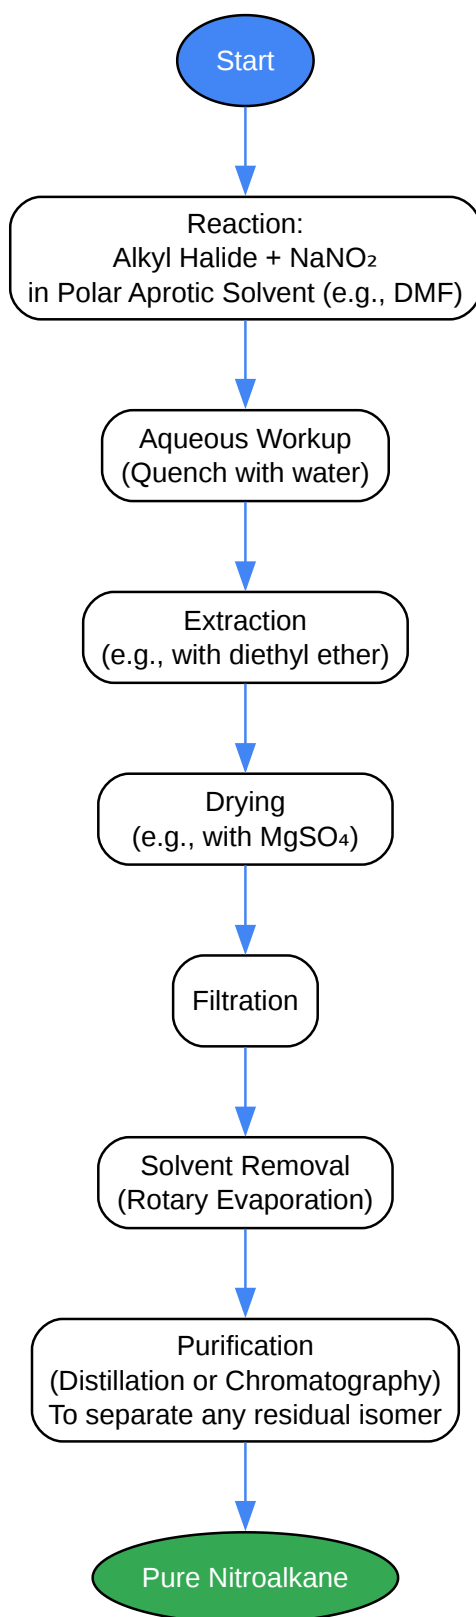 Start
Reaction:
Alkyl Halide + NaNO₂
in Polar Aprotic Solvent (e.g., DMF)
Aqueous Workup
(Quench with water)
Extraction
(e.g., with diethyl ether)
Drying
(e.g., with MgSO₄)
Filtration
Solvent Removal
(Rotary Evaporation)
Purification
(Distillation or Chromatography)
To separate any residual isomer
Pure Nitroalkane